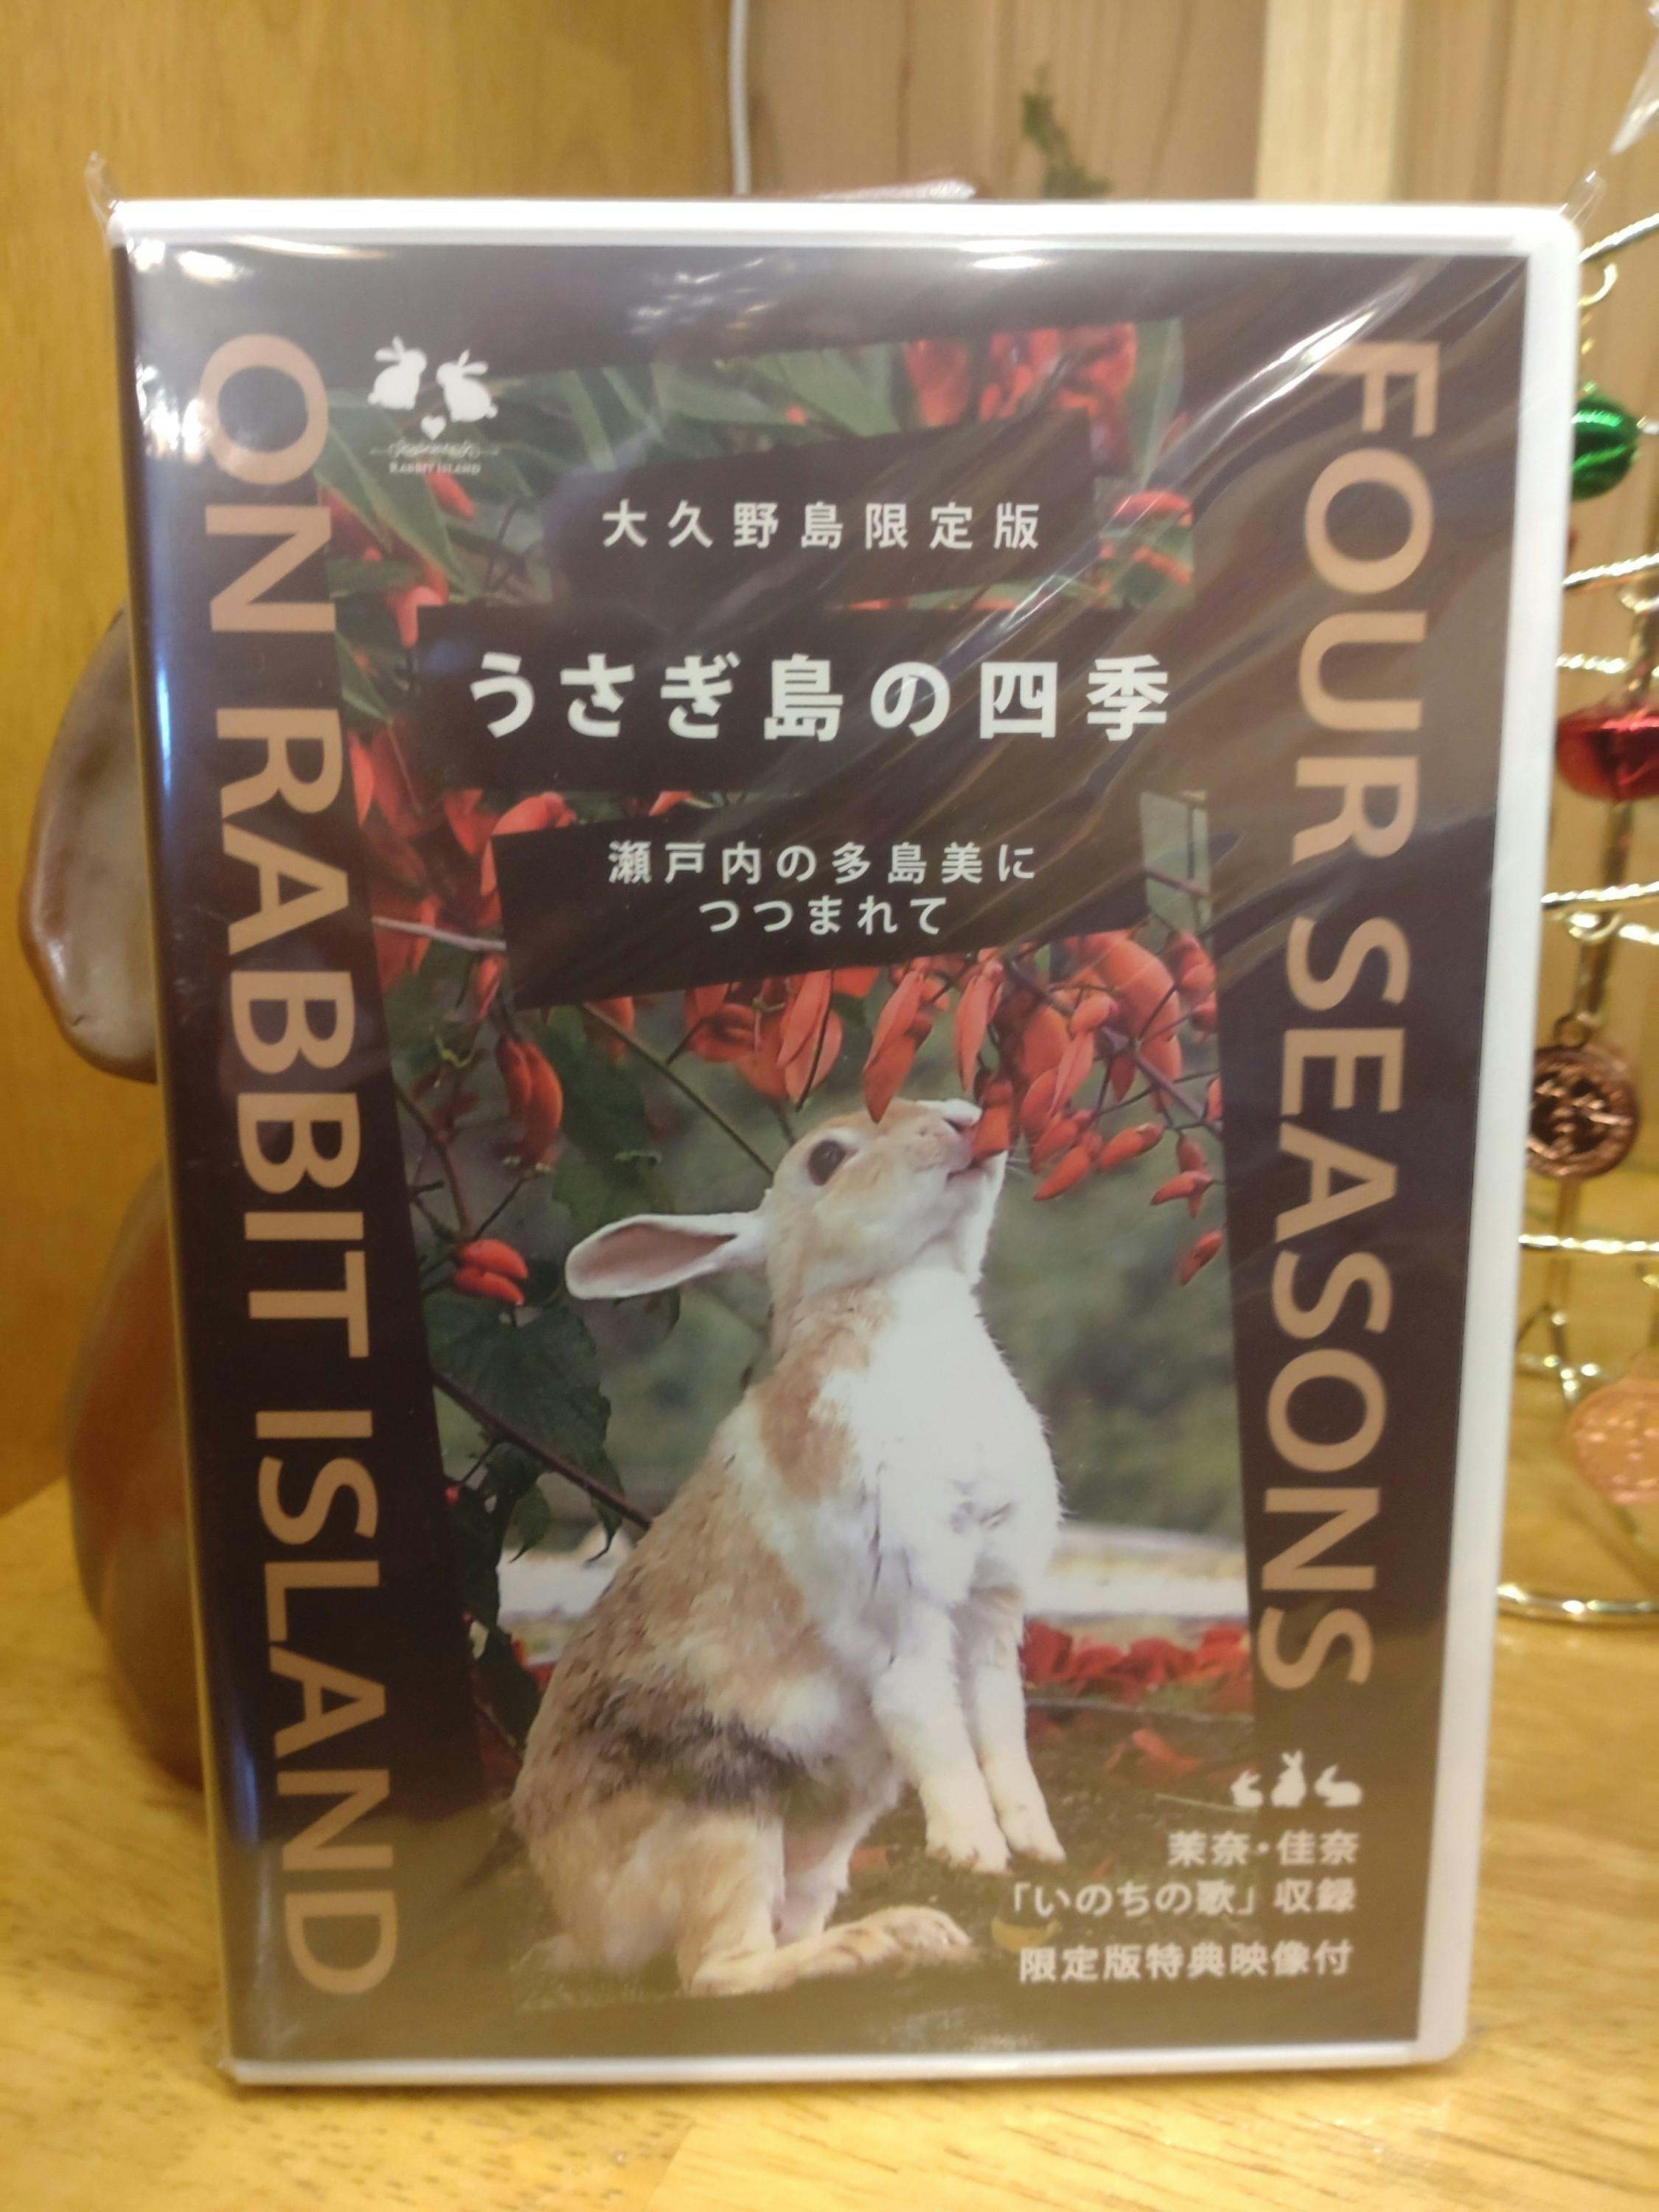 FOUR SEASONS
ON RABBIT ISLAND
RABBIT ISLAND
大久野島限定版
うさぎ島の四季
瀬戸内の多島美に
つつまれて
茉奈・佳奈
「いのちの歌」収録
限定版特典映像付